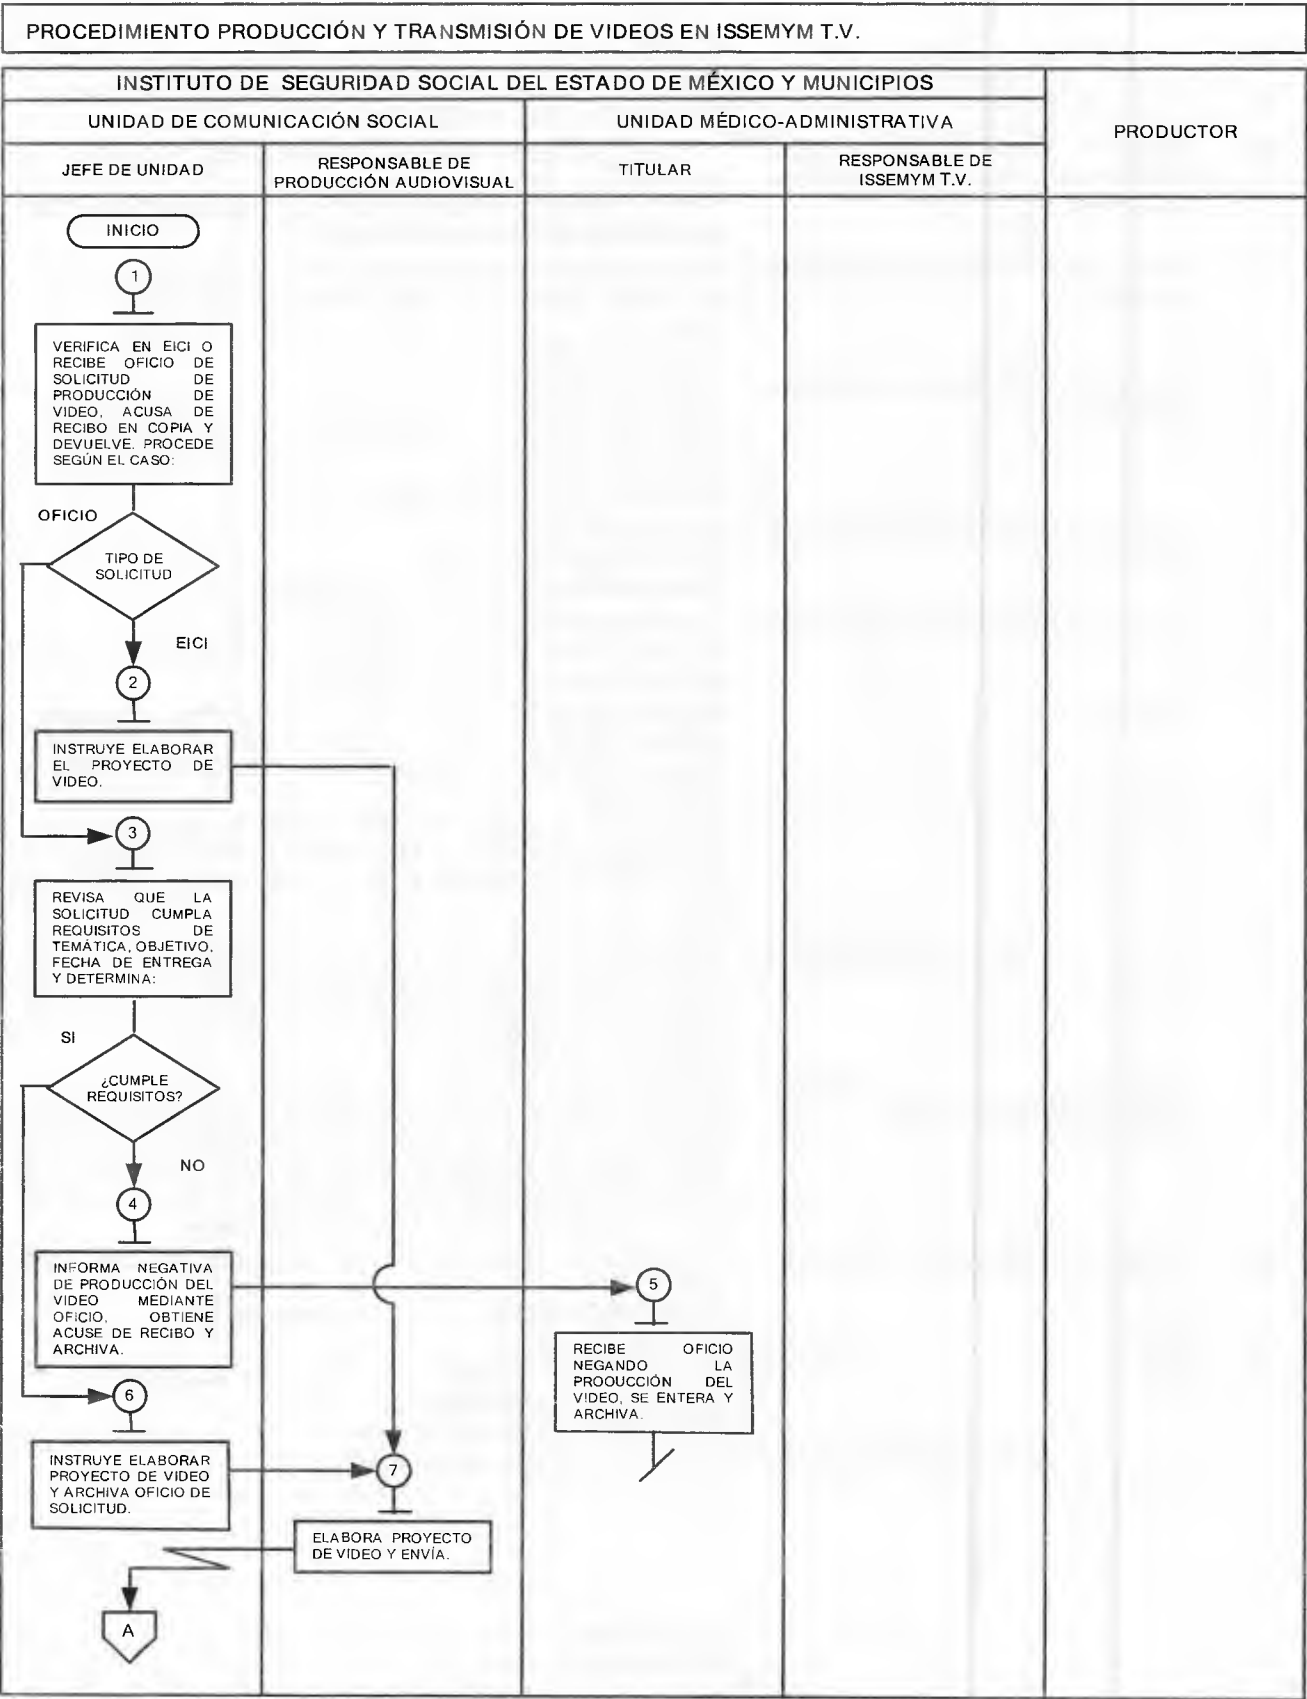 PROCEDIMIENTO PRODUCCIÓN Y TRANSMISIÓN DE VIDEOS EN ISSEMYM T.V.
INSTITUTO DE SEGURIDAD SOCIAL DEL ESTADO DE MÉXICO Y MUNICIPIOS
UNIDAD DE COMUNICACIÓN SOCIAL
UNIDAD MÉDICO-ADMINISTRATIVA
PRODUCTOR
JEFE DE UNIDAD
RESPONSABLE DE
PRODUCCIÓN AUDIOVISUAL
TITULAR
RESPONSABLE DE
ISSEMYM T.V.
INICIO
1
VERIFICA EN EICI O
RECIBE OFICIO DE
SOLICITUD DE
PRODUCCIÓN DE
VIDEO, ACUSA DE
RECIBO EN COPIA Y
DEVUELVE. PROCEDE
SEGÚN EL CASO:
OFICIO
TIPO DE
SOLICITUD
EICI
2
INSTRUYE ELABORAR
EL PROYECTO DE
VIDEO.
3
REVISA QUE LA
SOLICITUD CUMPLA
REQUISITOS DE
TEMÁTICA, OBJETIVO,
FECHA DE ENTREGA
Y DETERMINA:
SI
¿CUMPLE
REQUISITOS?
NO
4
INFORMA NEGATIVA
DE PRODUCCIÓN DEL
VIDEO MEDIANTE
OFICIO, OBTIENE
ACUSE DE RECIBO Y
ARCHIVA.
5
RECIBE OFICIO
NEGANDO LA
PROOUCCIÓN DEL
VIDEO, SE ENTERA Y
ARCHIVA.
6
INSTRUYE ELABORAR
PROYECTO DE VIDEO
Y ARCHIVA OFICIO DE
SOLICITUD.
7
ELABORA PROYECTO
DE VIDEO Y ENVÍA.
A